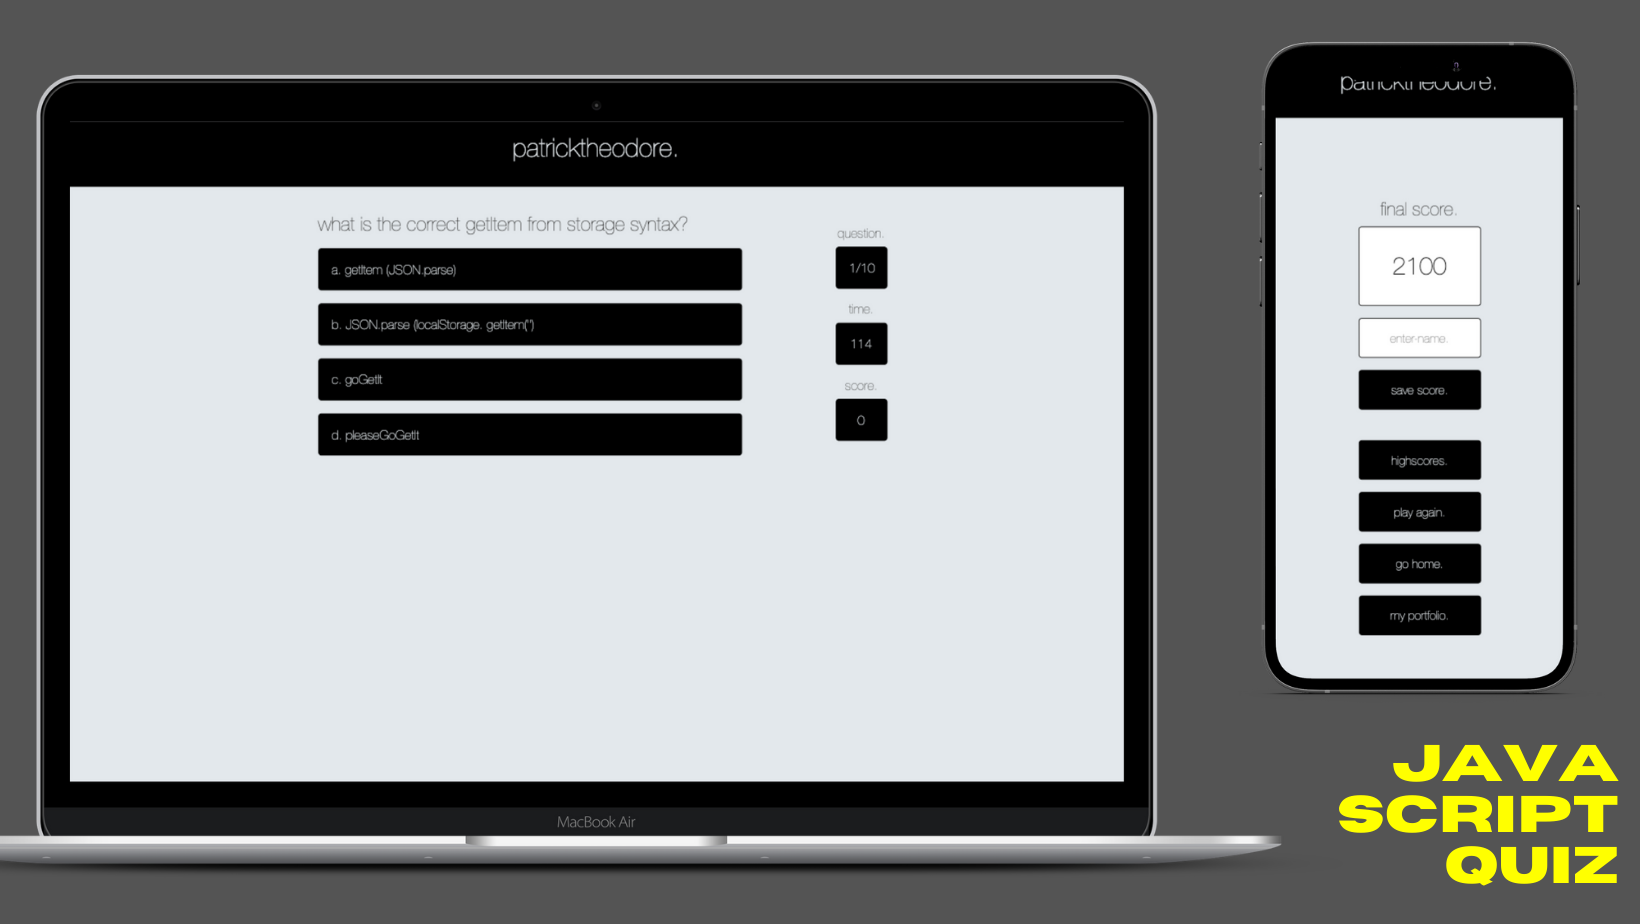 patricktheodore.
what is the correct getItem from storage syntax?
a. getItem (JSON.parse)
b. JSON.parse (localStorage. getItem('')
c. goGetIt
d. pleaseGoGetIt
question.
1/10
time.
114
score.
0
MacBook Air
patricktheodore.
final score.
2100
enter-name.
save score.
highscores.
play again.
go home.
my portfolio.
JAVA
SCRIPT
QUIZ